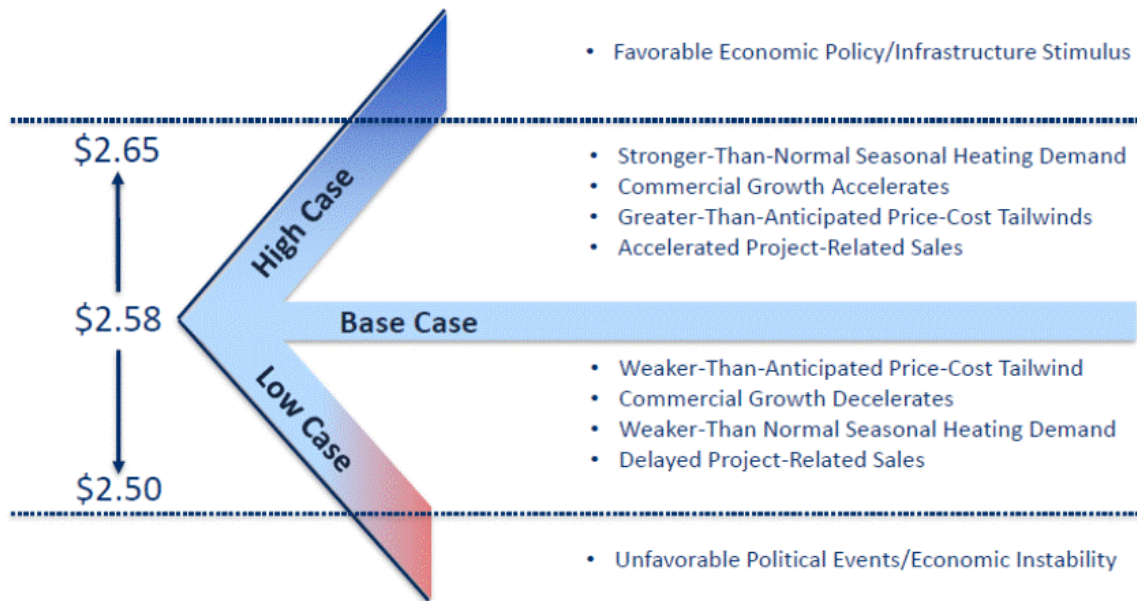 • Favorable Economic Policy/Infrastructure Stimulus
$2.65
• Stronger-Than-Normal Seasonal Heating Demand
• Commercial Growth Accelerates
• Greater-Than-Anticipated Price-Cost Tailwinds
• Accelerated Project-Related Sales
High Case
$2.58
Base Case
Low Case
• Weaker-Than-Anticipated Price-Cost Tailwind
• Commercial Growth Decelerates
• Weaker-Than Normal Seasonal Heating Demand
• Delayed Project-Related Sales
$2.50
• Unfavorable Political Events/Economic Instability